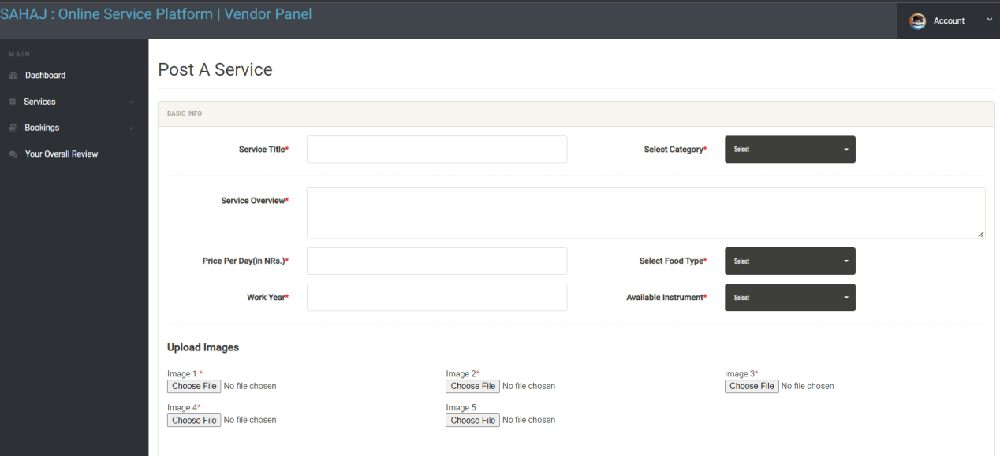 SAHAJ : Online Service Platform | Vendor Panel
Account
MAIN
Dashboard
Services
Bookings
Your Overall Review
Post A Service
BASIC INFO
Service Title*
Select Category*
Select
Service Overview*
Price Per Day(in NRs.)*
Select Food Type*
Select
Work Year*
Available Instrument*
Select
Upload Images
Image 1 *
Choose File No file chosen
Image 2*
Choose File No file chosen
Image 3*
Choose File No file chosen
Image 4*
Choose File No file chosen
Image 5
Choose File No file chosen